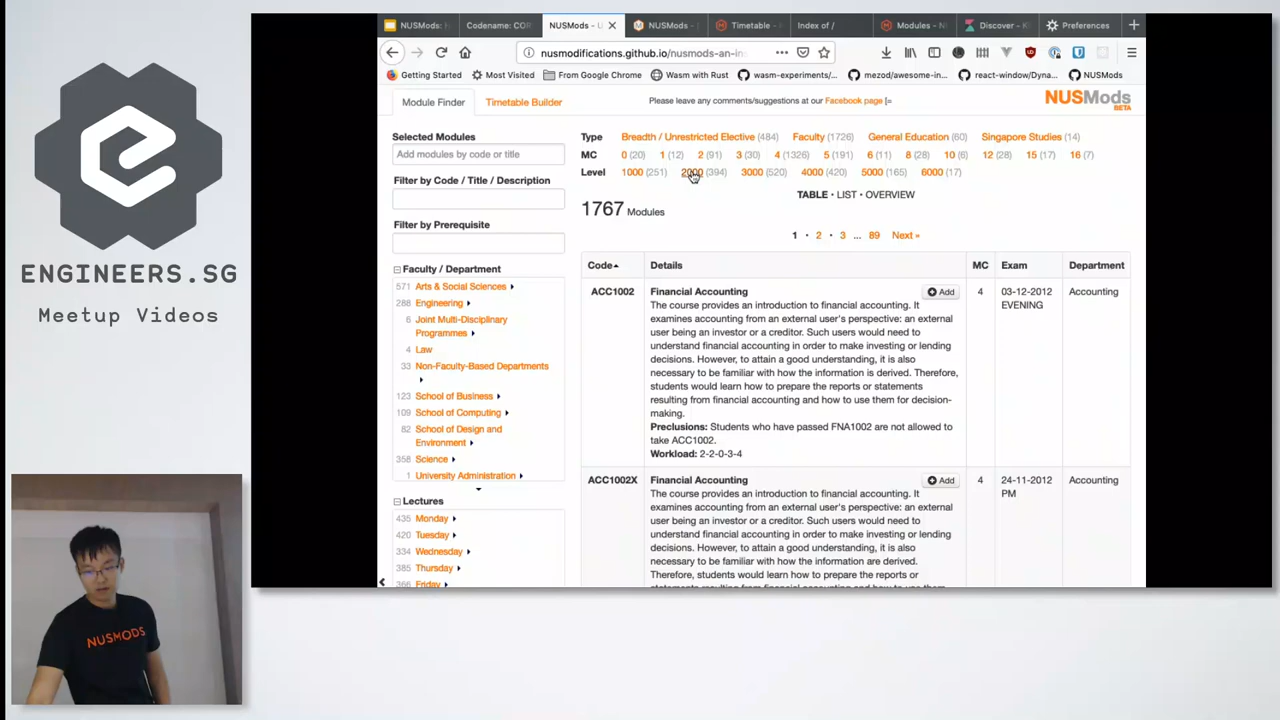 NUSMods:
Codename: COR
NUSMods - U
NUSMods -
Timetable -
Index of /
Modules - N
Discover - K
Preferences
nusmodifications.github.io/nusmods-an-in
Getting Started
Most Visited
From Google Chrome
Wasm with Rust
wasm-experiments/...
mezod/awesome-in...
react-window/Dyna...
NUSMods
Module Finder
Timetable Builder
Please leave any comments/suggestions at our Facebook page [=
NUSMods
BETA
Selected Modules
Add modules by code or title
Filter by Code / Title / Description
Filter by Prerequisite
Faculty / Department
571 Arts & Social Sciences
288 Engineering
6 Joint Multi-Disciplinary
Programmes
4 Law
33 Non-Faculty-Based Departments
123 School of Business
109 School of Computing
82 School of Design and
Environment
358 Science
1 University Administration
Lectures
435 Monday
420 Tuesday
334 Wednesday
385 Thursday
366 Friday
Type Breadth / Unrestricted Elective (484) Faculty (1726) General Education (60) Singapore Studies (14)
MC 0 (20) 1 (12) 2 (91) 3 (30) 4 (1326) 5 (191) 6 (11) 8 (28) 10 (6) 12 (28) 15 (17) 16 (7)
Level 1000 (251) 2000 (394) 3000 (520) 4000 (420) 5000 (165) 6000 (17)
TABLE • LIST • OVERVIEW
1767 Modules
1 • 2 • 3 ... 89 Next »
Code Details MC Exam Department
ACC1002 Financial Accounting Add 4 03-12-2012 Accounting
EVENING
The course provides an introduction to financial accounting. It
examines accounting from an external user's perspective: an external
user being an investor or a creditor. Such users would need to
understand financial accounting in order to make investing or lending
decisions. However, to attain a good understanding, it is also
necessary to be familiar with how the information is derived. Therefore,
students would learn how to prepare the reports or statements
resulting from financial accounting and how to use them for decision-
making.
Preclusions: Students who have passed FNA1002 are not allowed to
take ACC1002.
Workload: 2-2-0-3-4
ACC1002X Financial Accounting Add 4 24-11-2012 Accounting
PM
The course provides an introduction to financial accounting. It
examines accounting from an external user's perspective: an external
user being an investor or a creditor. Such users would need to
understand financial accounting in order to make investing or lending
decisions. However, to attain a good understanding, it is also
necessary to be familiar with how the information are derived.
Therefore, students would learn how to prepare the reports or
statements resulting from financial accounting and how to use them for
ENGINEERS.SG
Meetup Videos
NUSMODS